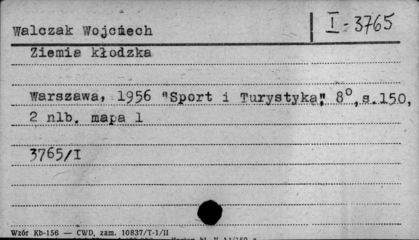 Walczak Wojciech
I-3765
Ziemia kłodzka
Warszawa, 1956 "Sport i Turystyka", 8°, s.150,
2 nlb. mapa 1
3765/I
Wzór Kb-156 — CWD, zam. 10837/T-1/II